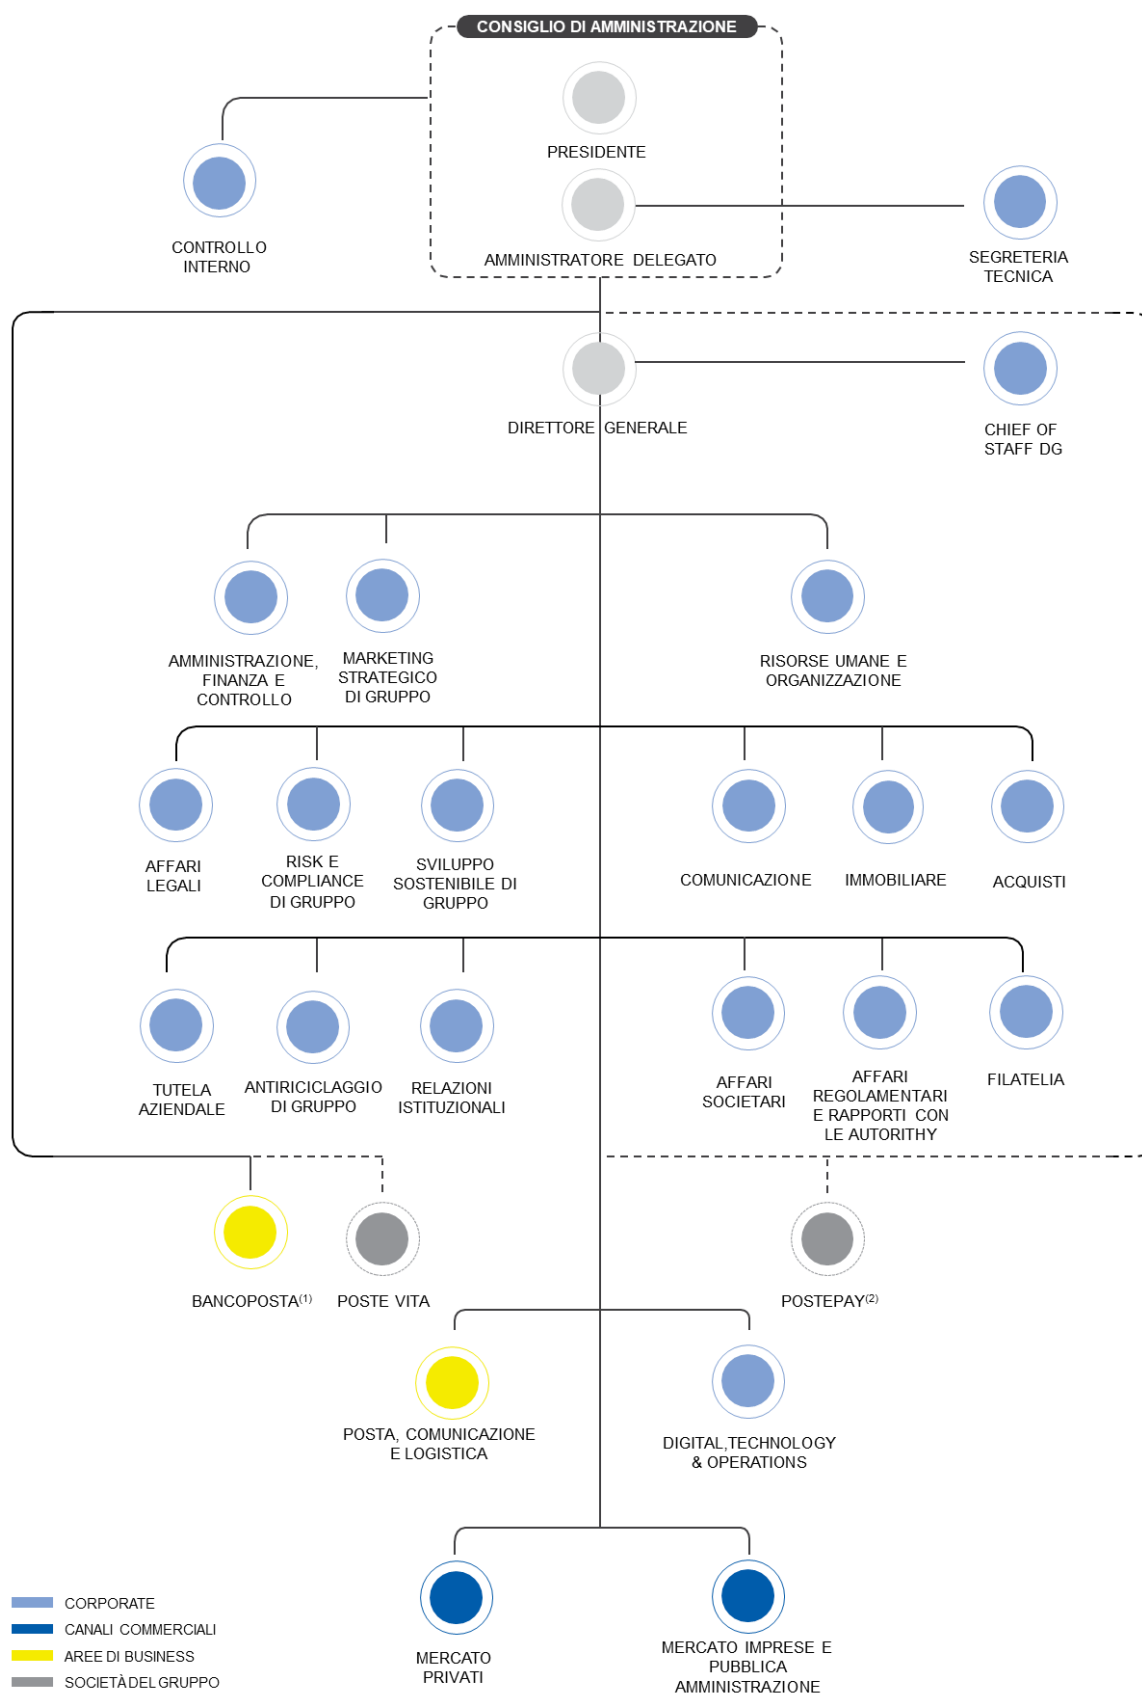 CONSIGLIO DI AMMINISTRAZIONE
PRESIDENTE
CONTROLLO
INTERNO
AMMINISTRATORE DELEGATO
SEGRETERIA
TECNICA
DIRETTORE GENERALE
CHIEF OF
STAFF DG
AMMINISTRAZIONE,
FINANZA E
CONTROLLO
MARKETING
STRATEGICO
DI GRUPPO
RISORSE UMANE E
ORGANIZZAZIONE
AFFARI
LEGALI
RISK E
COMPLIANCE
DI GRUPPO
SVILUPPO
SOSTENIBILE DI
GRUPPO
COMUNICAZIONE
IMMOBILIARE
ACQUISTI
TUTELA
AZIENDALE
ANTIRICICLAGGIO
DI GRUPPO
RELAZIONI
ISTITUZIONALI
AFFARI
SOCIETARI
AFFARI
REGOLAMENTARI
E RAPPORTI CON
LE AUTORITHY
FILATELIA
BANCOPOSTA(1)
POSTE VITA
POSTEPAY(2)
POSTA, COMUNICAZIONE
E LOGISTICA
DIGITAL,TECHNOLOGY
& OPERATIONS
MERCATO
PRIVATI
MERCATO IMPRESE E
PUBBLICA
AMMINISTRAZIONE
CORPORATE
CANALI COMMERCIALI
AREE DI BUSINESS
SOCIETÀ DEL GRUPPO